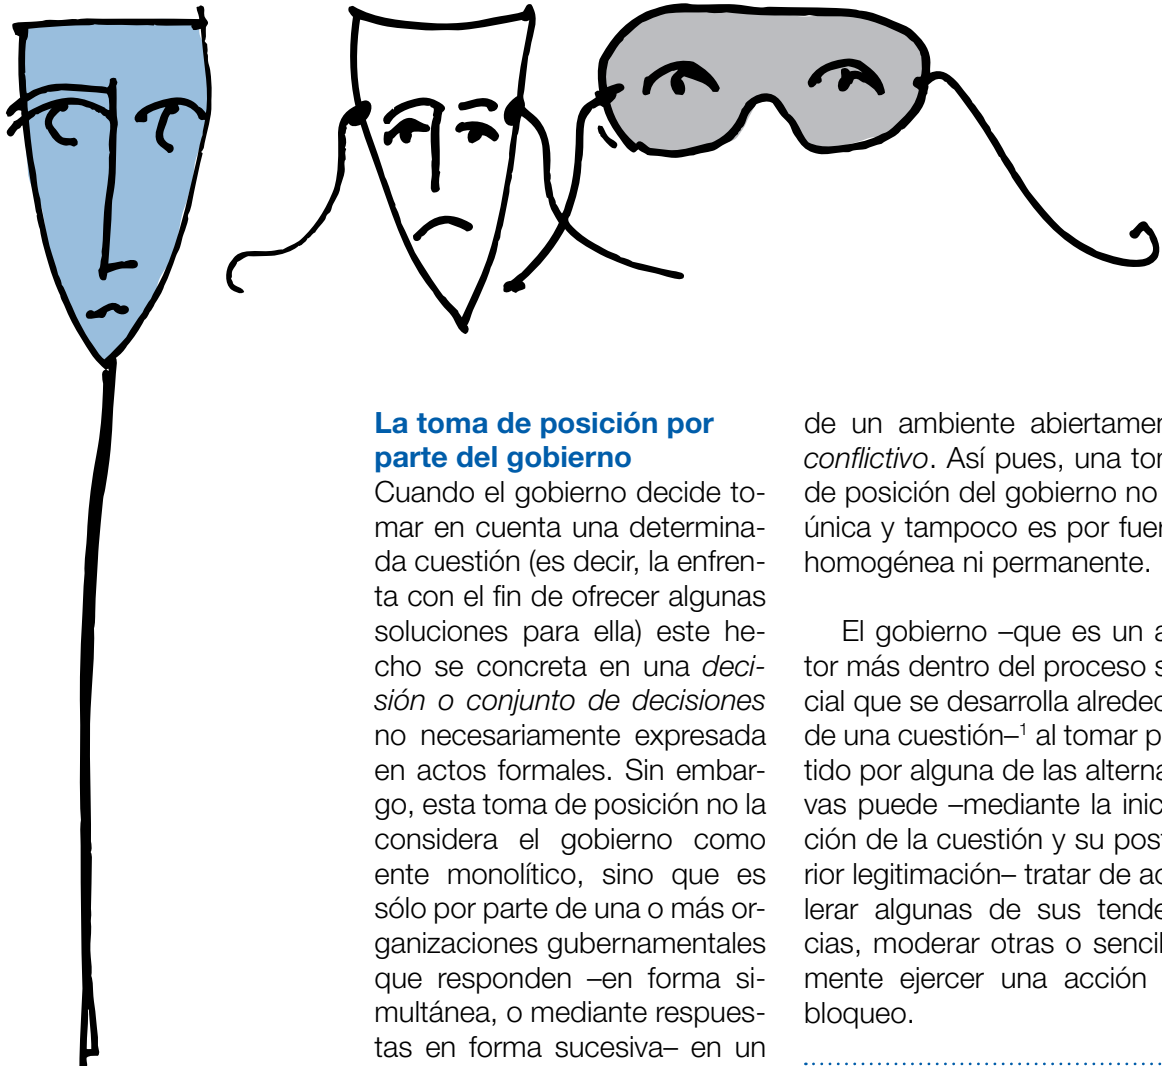 La toma de posición por
parte del gobierno
Cuando el gobierno decide to-
mar en cuenta una determina-
da cuestión (es decir, la enfren-
ta con el fin de ofrecer algunas
soluciones para ella) este he-
cho se concreta en una deci-
sión o conjunto de decisiones
no necesariamente expresada
en actos formales. Sin embar-
go, esta toma de posición no la
considera el gobierno como
ente monolítico, sino que es
sólo por parte de una o más or-
ganizaciones gubernamentales
que responden –en forma si-
multánea, o mediante respues-
tas en forma sucesiva– en un
de un ambiente abiertamen
conflictivo. Así pues, una to
de posición del gobierno no
única y tampoco es por fuer
homogénea ni permanente.
El gobierno –que es un a
tor más dentro del proceso s
cial que se desarrolla alrededo
de una cuestión–¹ al tomar p
tido por alguna de las alterna
vas puede –mediante la inic
ción de la cuestión y su post
rior legitimación– tratar de ac
lerar algunas de sus tende
cias, moderar otras o sencil
mente ejercer una acción
bloqueo.